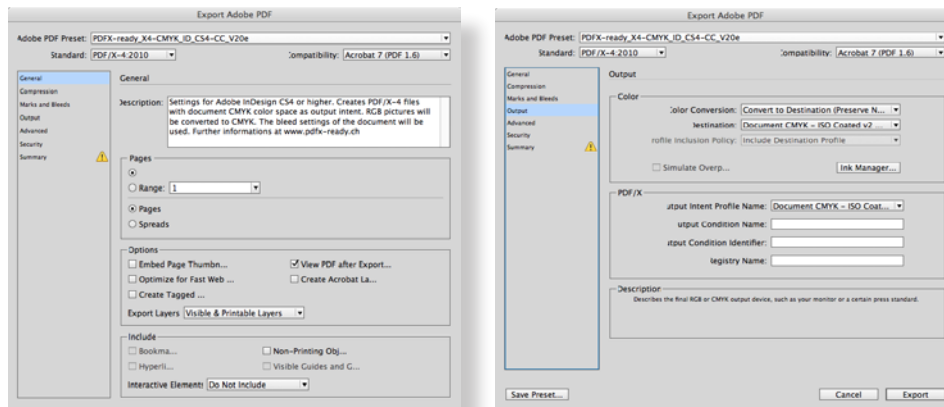 Export Adobe PDF
Adobe PDF Preset: PDFX-ready_X4-CMYK_ID_CS4-CC_V20e
Standard: PDF/X-4:2010
Compatibility: Acrobat 7 (PDF 1.6)
General
Compression
Marks and Bleeds
Output
Advanced
Security
Summary
General
Description: Settings for Adobe InDesign CS4 or higher. Creates PDF/X-4 files
with document CMYK color space as output intent. RGB pictures will
be converted to CMYK. The bleed settings of the document will be
used. Further informations at www.pdfx-ready.ch
Pages
Range: 1
Pages
Spreads
Options
Embed Page Thumbn...
View PDF after Export...
Optimize for Fast Web ...
Create Acrobat La...
Create Tagged ...
Export Layers Visible & Printable Layers
Include
Bookma...
Non-Printing Obj...
Hyperli...
Visible Guides and G...
Interactive Elements Do Not Include
Export Adobe PDF
Adobe PDF Preset: PDFX-ready_X4-CMYK_ID_CS4-CC_V20e
Standard: PDF/X-4:2010
Compatibility: Acrobat 7 (PDF 1.6)
General
Compression
Marks and Bleeds
Output
Advanced
Security
Summary
Output
Color
Color Conversion: Convert to Destination (Preserve N...
Destination: Document CMYK - ISO Coated v2 ...
rofile Inclusion Policy: Include Destination Profile
Simulate Overp...
Ink Manager...
PDF/X
utput Intent Profile Name: Document CMYK - ISO Coat...
utput Condition Name:
utput Condition Identifier:
Registry Name:
Description
Describes the final RGB or CMYK output device, such as your monitor or a certain press standard.
Save Preset...
Cancel
Export